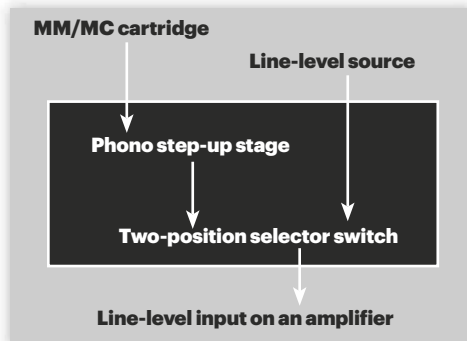 MM/MC cartridge
Line-level source
Phono step-up stage
Two-position selector switch
Line-level input on an amplifier